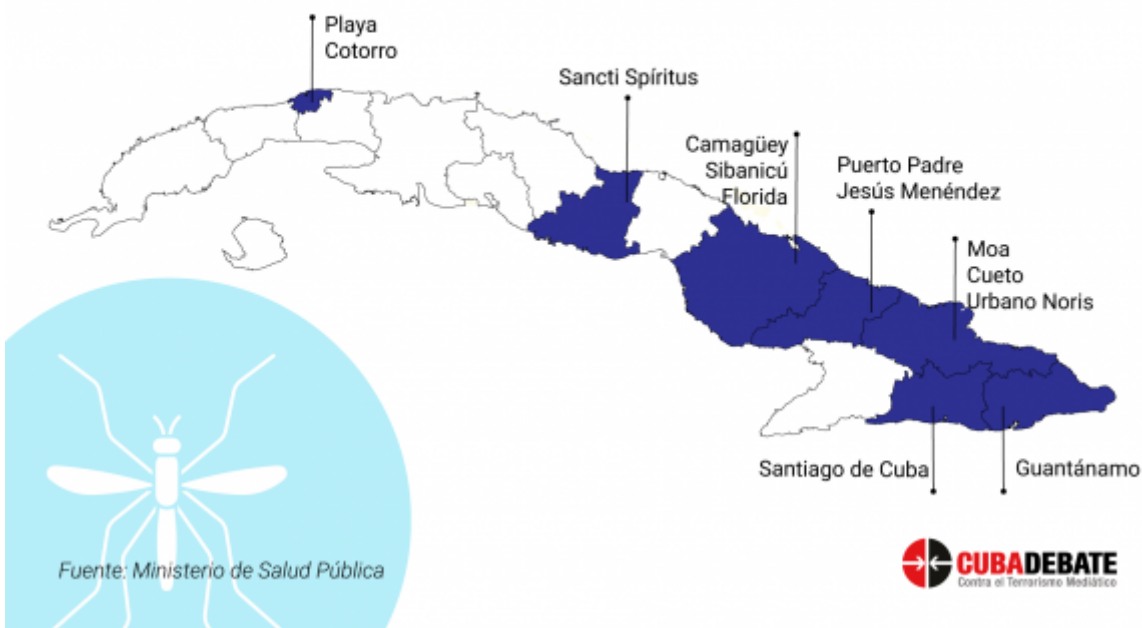 Playa
Cotorro
Sancti Spíritus
Camagüey
Sibanicú
Florida
Puerto Padre
Jesús Menéndez
Moa
Cueto
Urbano Noris
Santiago de Cuba
Guantánamo
Fuente: Ministerio de Salud Pública
CUBADEBATE
Contra el Terrorismo Mediático